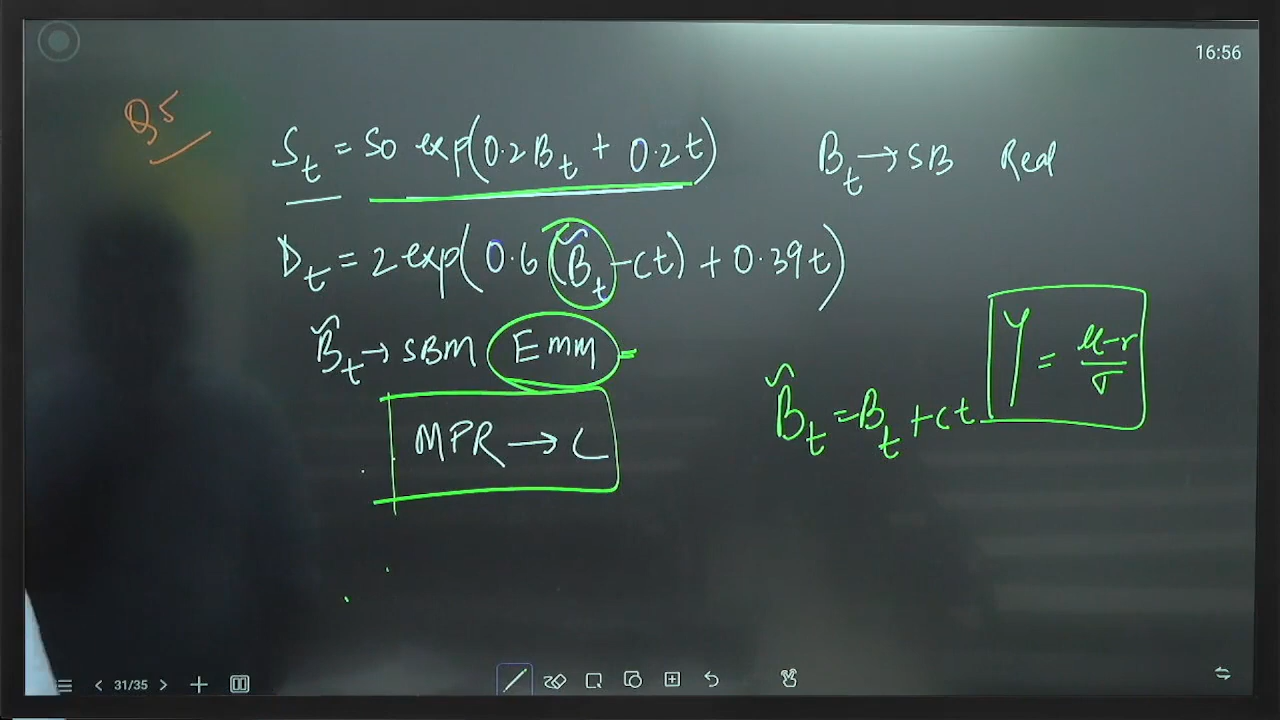 16:56
Q5
S_t = S0 exp(0.2B_t + 0.2t)
B_t → SB Real
D_t = 2 exp(0.6(B̃_t - ct) + 0.39t)
B̃_t → SBM EMM
γ = μ-r / σ
B̃_t = B_t + ct
MPR → C
31/35